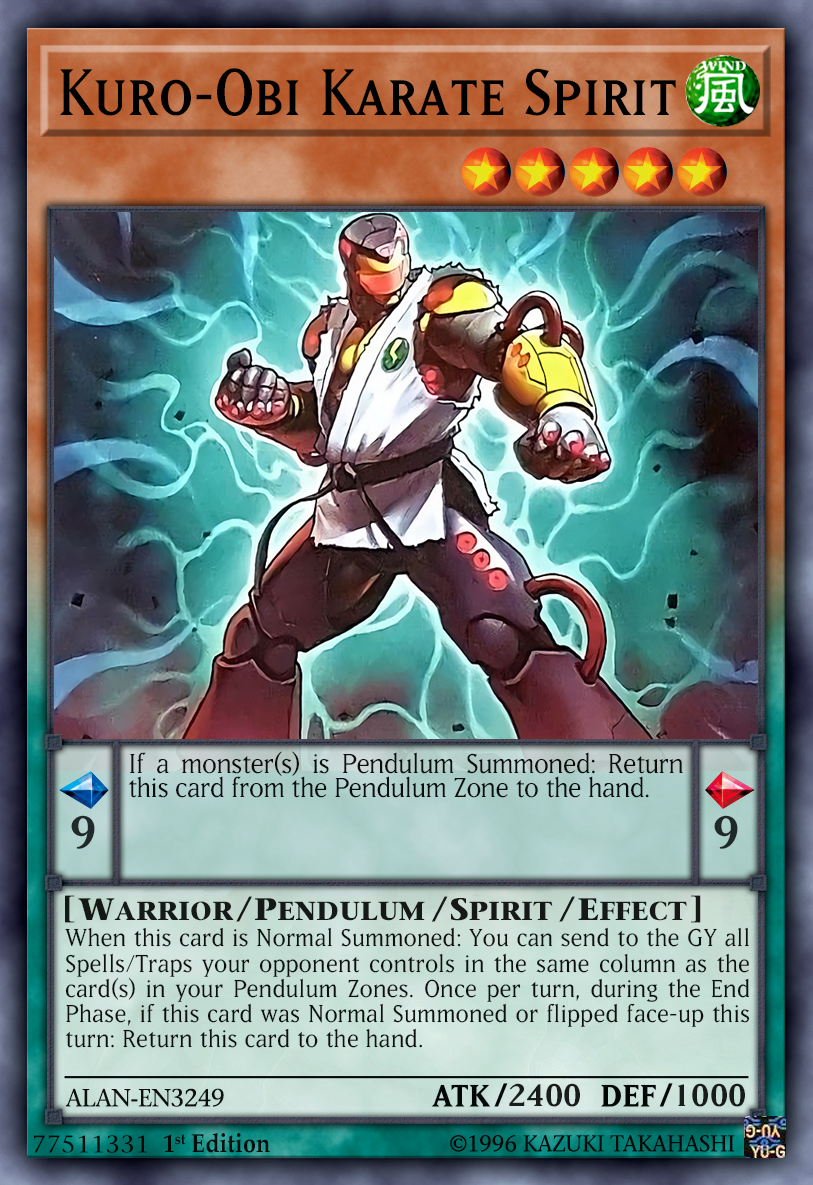 KURO-OBI KARATE SPIRIT
WIND
風
If a monster(s) is Pendulum Summoned: Return
this card from the Pendulum Zone to the hand.
9
9
[ WARRIOR/PENDULUM /SPIRIT /EFFECT]
When this card is Normal Summoned: You can send to the GY all
Spells/Traps your opponent controls in the same column as the
card(s) in your Pendulum Zones. Once per turn, during the End
Phase, if this card was Normal Summoned or flipped face-up this
turn: Return this card to the hand.
ALAN-EN3249
ATK/2400 DEF/1000
77511331 1st Edition
©1996 KAZUKI TAKAHASHI
YU-G
YU-G